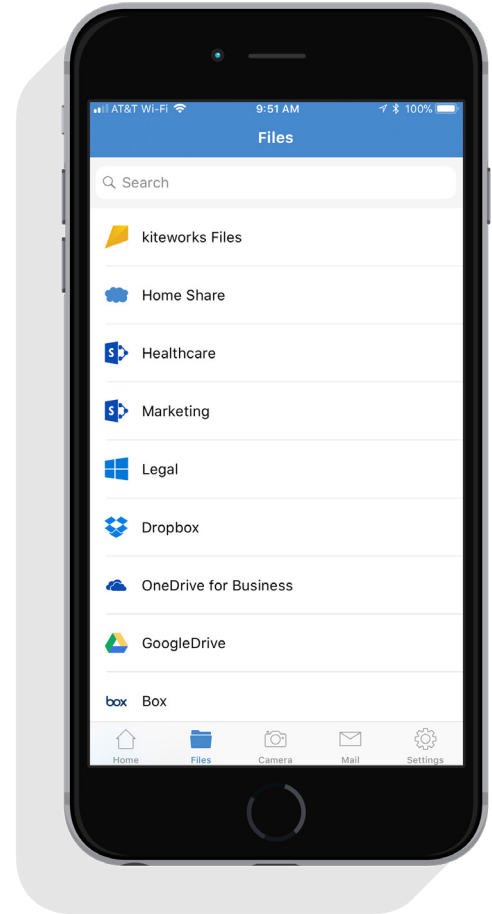 AT&T Wi-Fi 9:51 AM 100%
Files
Search
kiteworks Files
Home Share
S Healthcare
S Marketing
Legal
Dropbox
OneDrive for Business
GoogleDrive
box Box
Home Files Camera Mail Settings